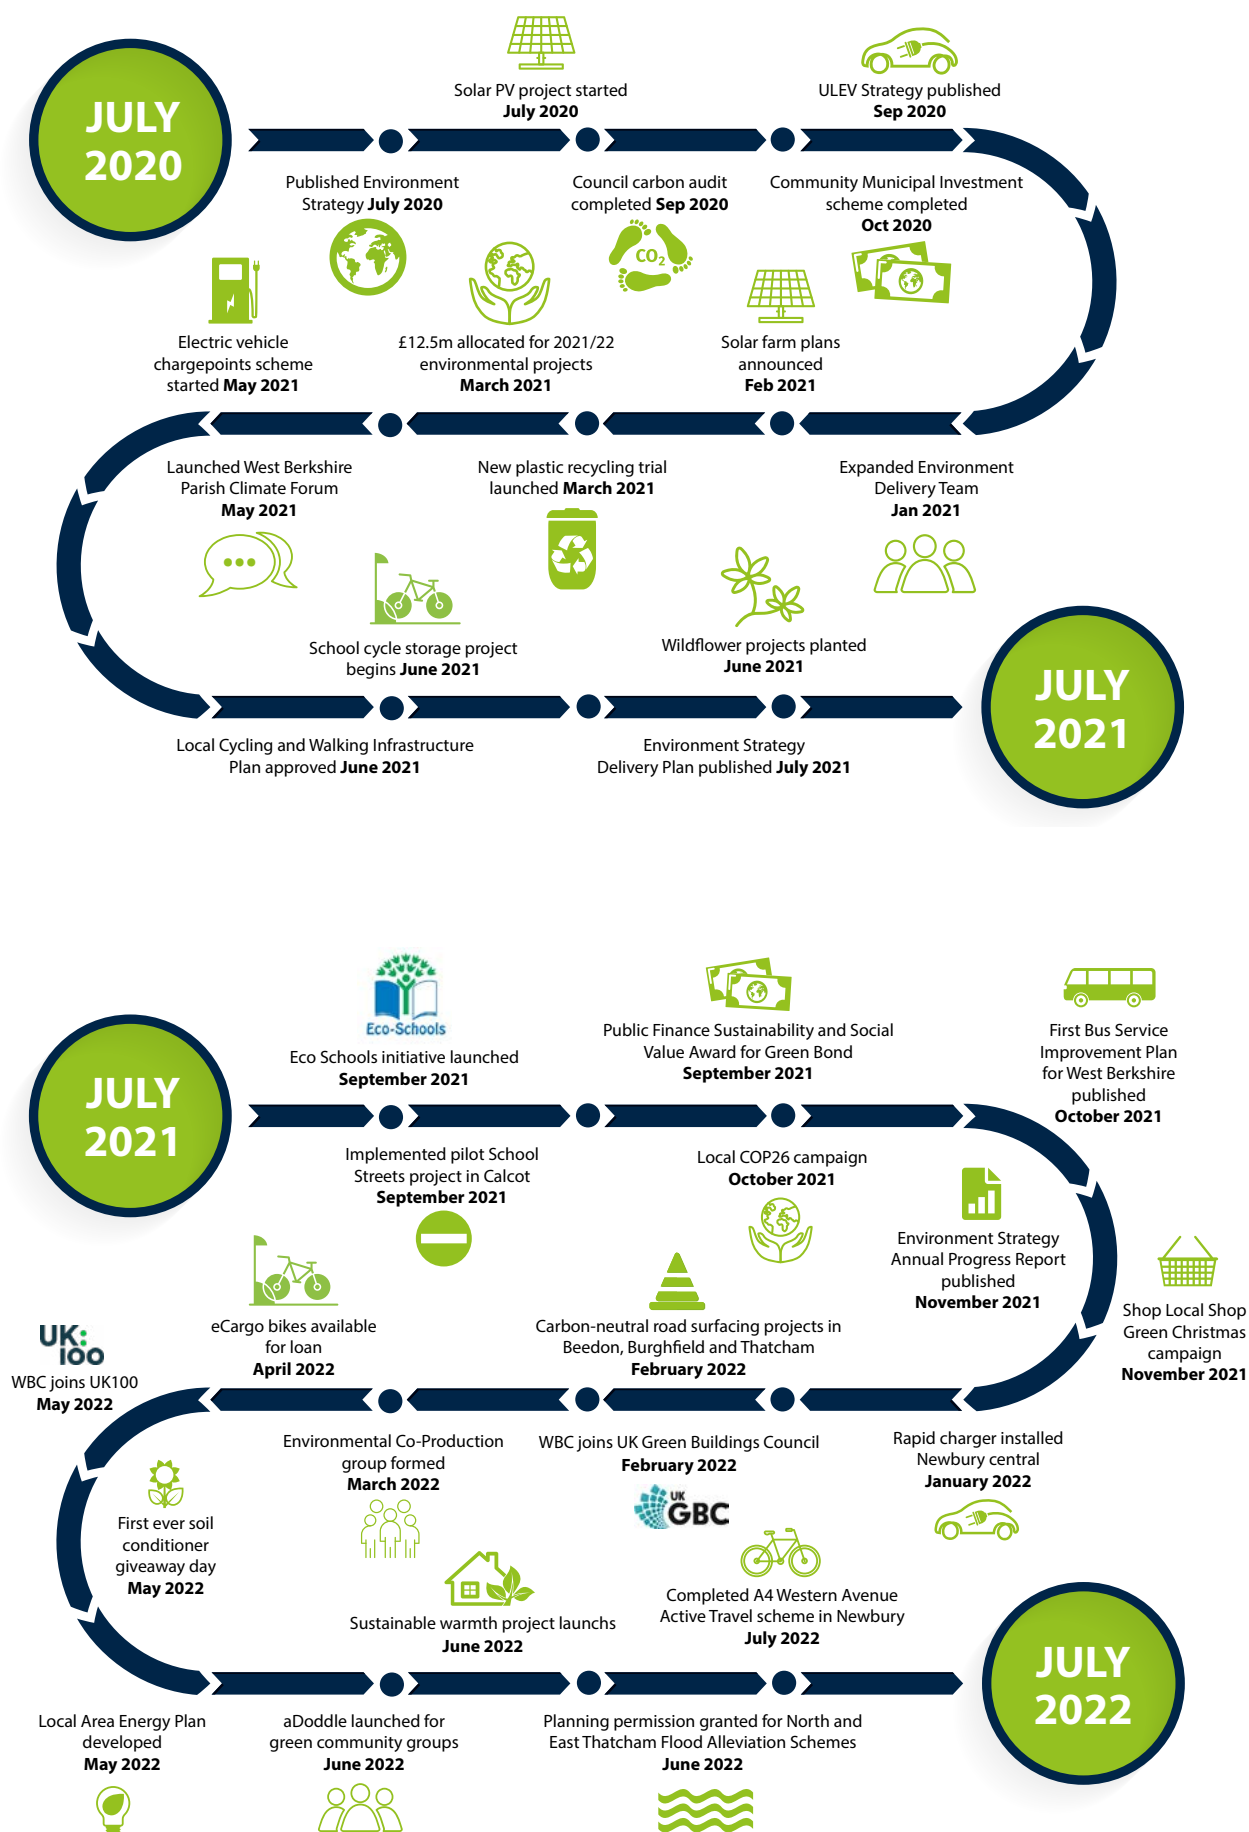 JULY
2020
Solar PV project started
July 2020
ULEV Strategy published
Sep 2020
Published Environment
Strategy July 2020
Council carbon audit
completed Sep 2020
Community Municipal Investment
scheme completed
Oct 2020
CO2
Electric vehicle
chargepoints scheme
started May 2021
£12.5m allocated for 2021/22
environmental projects
March 2021
Solar farm plans
announced
Feb 2021
Launched West Berkshire
Parish Climate Forum
May 2021
New plastic recycling trial
launched March 2021
Expanded Environment
Delivery Team
Jan 2021
School cycle storage project
begins June 2021
Wildflower projects planted
June 2021
JULY
2021
Local Cycling and Walking Infrastructure
Plan approved June 2021
Environment Strategy
Delivery Plan published July 2021
JULY
2021
Eco-Schools
Eco Schools initiative launched
September 2021
Public Finance Sustainability and Social
Value Award for Green Bond
September 2021
First Bus Service
Improvement Plan
for West Berkshire
published
October 2021
Implemented pilot School
Streets project in Calcot
September 2021
Local COP26 campaign
October 2021
Environment Strategy
Annual Progress Report
published
November 2021
Shop Local Shop
Green Christmas
campaign
November 2021
UK:
100
WBC joins UK100
May 2022
eCargo bikes available
for loan
April 2022
Carbon-neutral road surfacing projects in
Beedon, Burghfield and Thatcham
February 2022
Environmental Co-Production
group formed
March 2022
WBC joins UK Green Buildings Council
February 2022
UK
GBC
Rapid charger installed
Newbury central
January 2022
First ever soil
conditioner
giveaway day
May 2022
Sustainable warmth project launchs
June 2022
Completed A4 Western Avenue
Active Travel scheme in Newbury
July 2022
JULY
2022
Local Area Energy Plan
developed
May 2022
aDoddle launched for
green community groups
June 2022
Planning permission granted for North and
East Thatcham Flood Alleviation Schemes
June 2022